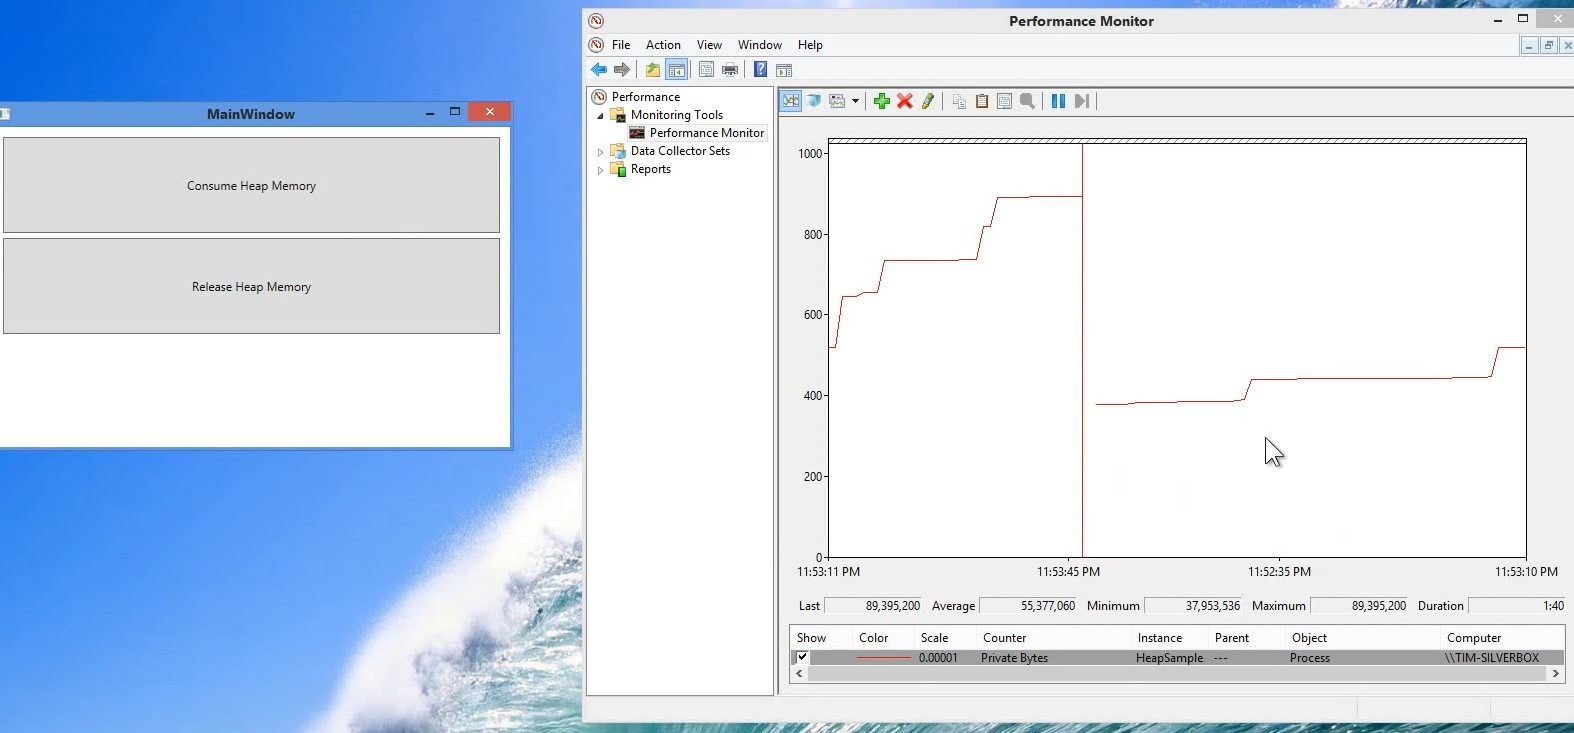 MainWindow
Consume Heap Memory
Release Heap Memory
Performance Monitor
File Action View Window Help
Performance
Monitoring Tools
Performance Monitor
Data Collector Sets
Reports
1000
800
600
400
200
0
11:53:11 PM 11:53:45 PM 11:52:35 PM 11:53:10 PM
Last 89,395,200 Average 55,377,060 Minimum 37,953,536 Maximum 89,395,200 Duration 1:40
Show Color Scale Counter Instance Parent Object Computer
0.00001 Private Bytes HeapSample --- Process \\TIM-SILVERBOX